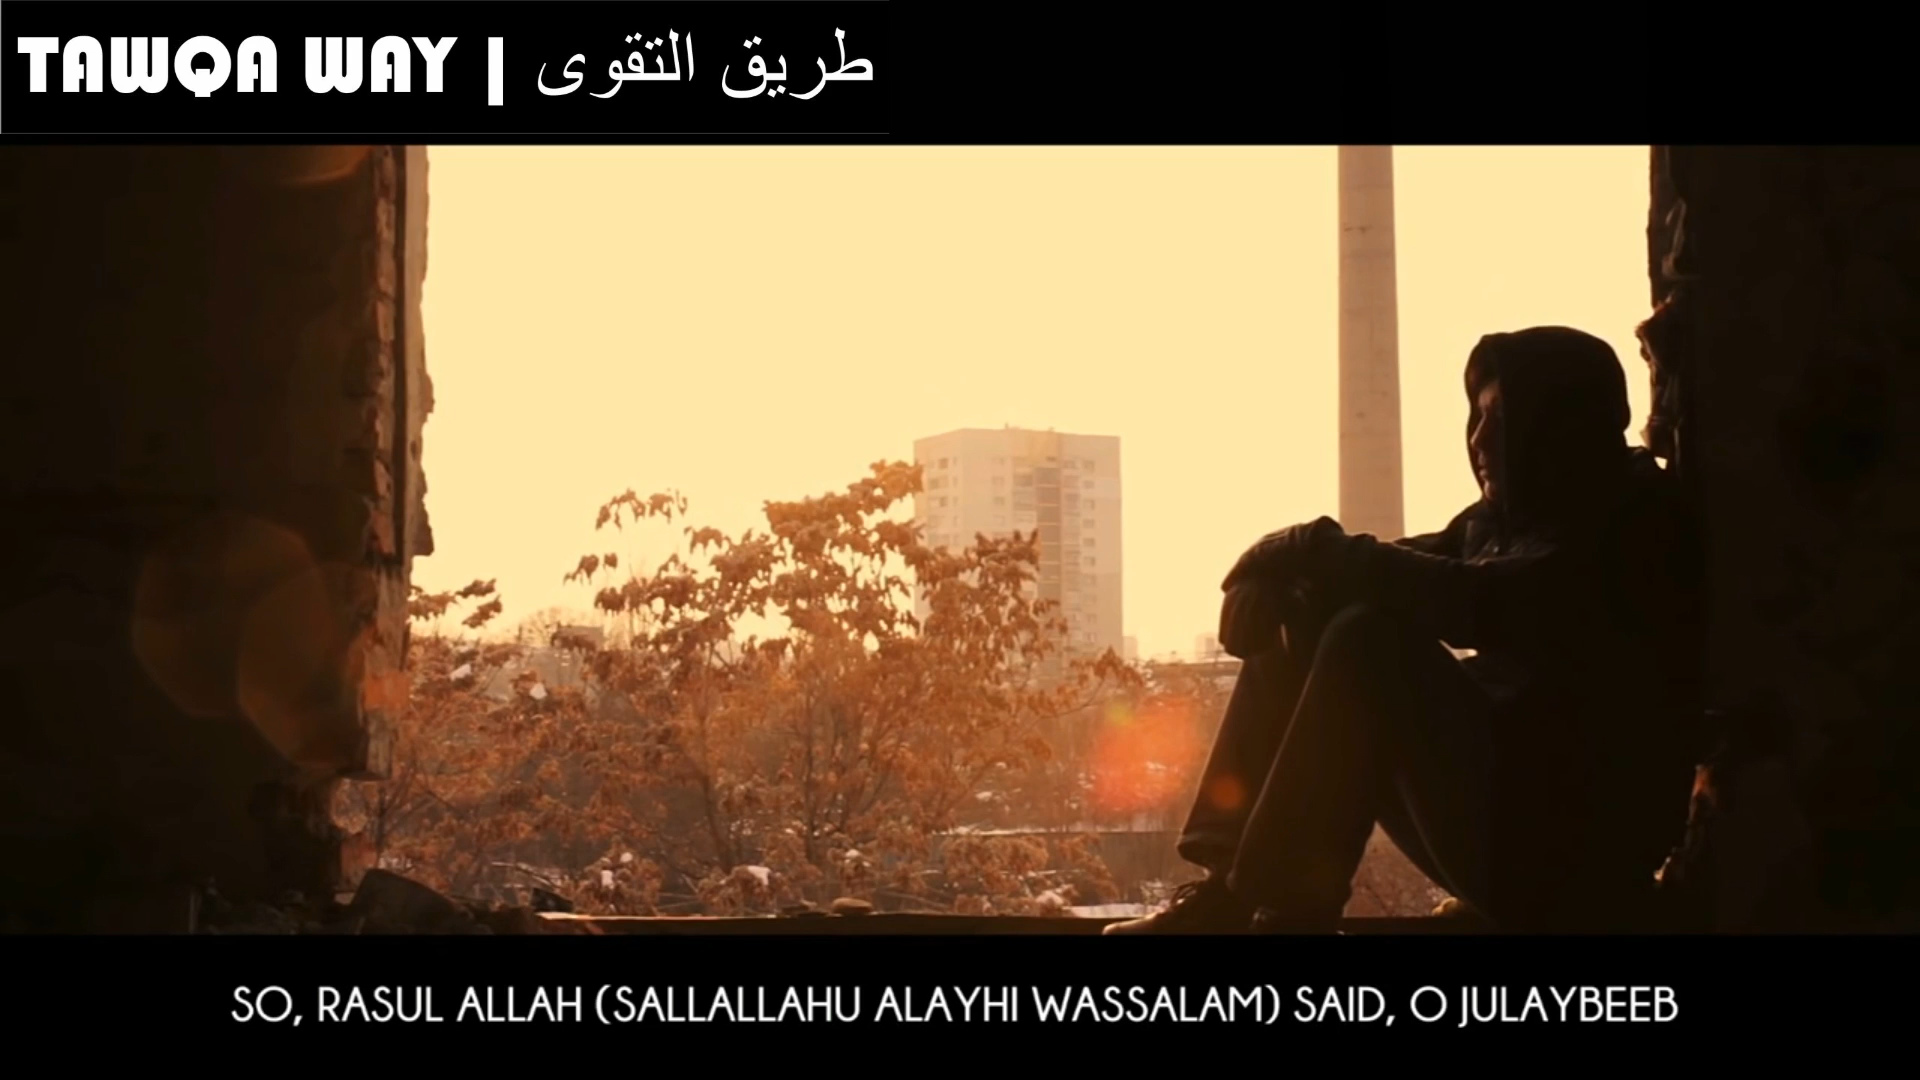 TAWQA WAY | طريق التقوى
SO, RASUL ALLAH (SALLALLAHU ALAYHI WASSALAM) SAID, O JULAYBEEB